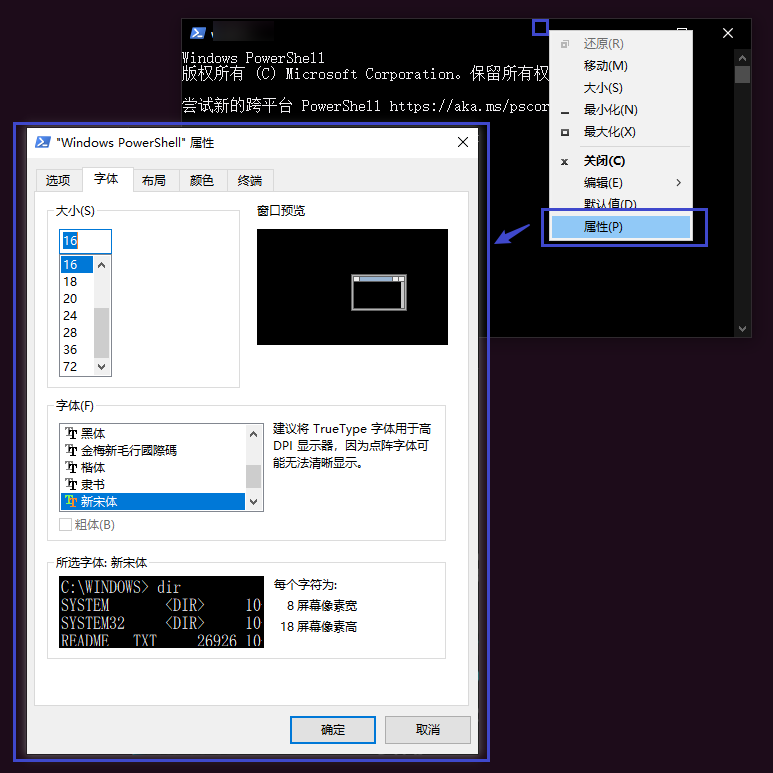 Windows PowerShell
版权所有 (C) Microsoft Corporation。保留所有权
尝试新的跨平台 PowerShell https://aka.ms/pscor
还原(R)
移动(M)
大小(S)
最小化(N)
最大化(X)
关闭(C)
编辑(E)
默认值(D)
属性(P)
"Windows PowerShell" 属性
选项 字体 布局 颜色 终端
大小(S)
16
16
18
20
24
28
36
72
窗口预览
字体(F)
黑体
金梅新毛行國際碼
楷体
隶书
新宋体
粗体(B)
建议将 TrueType 字体用于高
DPI 显示器，因为点阵字体可
能无法清晰显示。
所选字体: 新宋体
C:\WINDOWS> dir
SYSTEM <DIR> 10
SYSTEM32 <DIR> 10
README TXT 26926 10
每个字符为:
8 屏幕像素宽
18 屏幕像素高
确定
取消